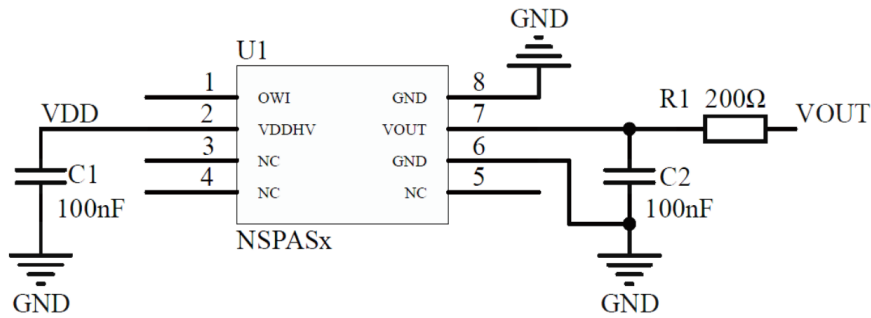 GND
U1
1 OWI GND 8
VDD 2 VDDHV VOUT 7 R1 200Ω VOUT
3 NC GND 6
C1 4 NC NC 5 C2
100nF 100nF
NSPASx
GND GND